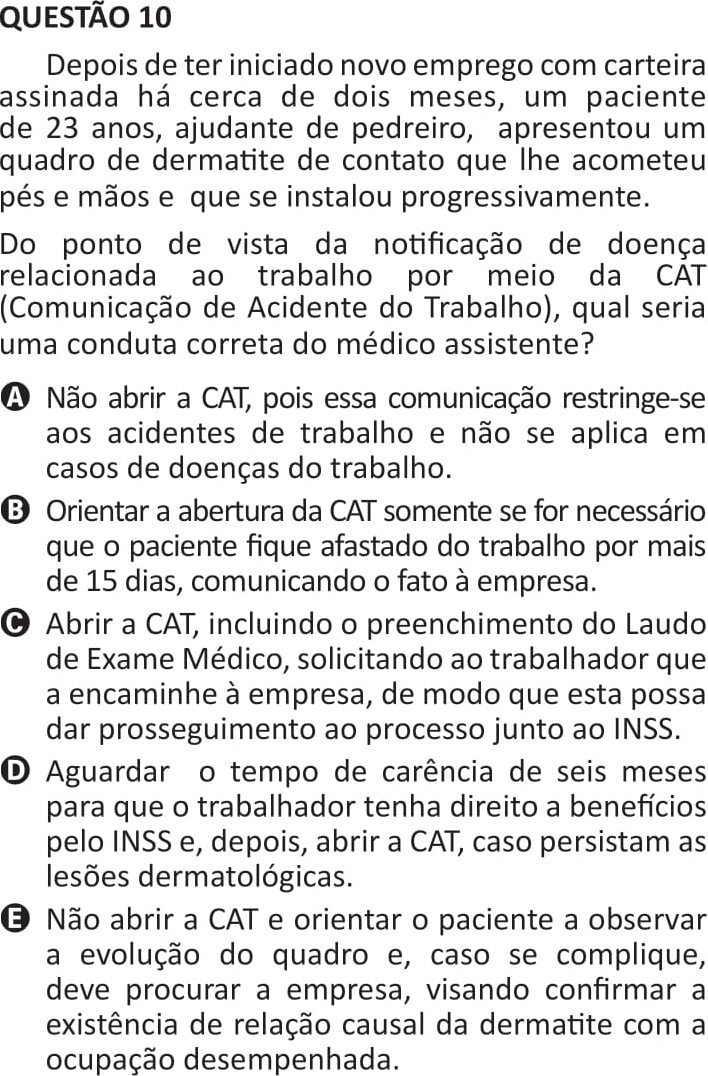 QUESTÃO 10
Depois de ter iniciado novo emprego com carteira
assinada há cerca de dois meses, um paciente
de 23 anos, ajudante de pedreiro, apresentou um
quadro de dermatite de contato que lhe acometeu
pés e mãos e que se instalou progressivamente.
Do ponto de vista da notificação de doença
relacionada ao trabalho por meio da CAT
(Comunicação de Acidente do Trabalho), qual seria
uma conduta correta do médico assistente?
A Não abrir a CAT, pois essa comunicação restringe-se
aos acidentes de trabalho e não se aplica em
casos de doenças do trabalho.
B Orientar a abertura da CAT somente se for necessário
que o paciente fique afastado do trabalho por mais
de 15 dias, comunicando o fato à empresa.
C Abrir a CAT, incluindo o preenchimento do Laudo
de Exame Médico, solicitando ao trabalhador que
a encaminhe à empresa, de modo que esta possa
dar prosseguimento ao processo junto ao INSS.
D Aguardar o tempo de carência de seis meses
para que o trabalhador tenha direito a benefícios
pelo INSS e, depois, abrir a CAT, caso persistam as
lesões dermatológicas.
E Não abrir a CAT e orientar o paciente a observar
a evolução do quadro e, caso se complique,
deve procurar a empresa, visando confirmar a
existência de relação causal da dermatite com a
ocupação desempenhada.